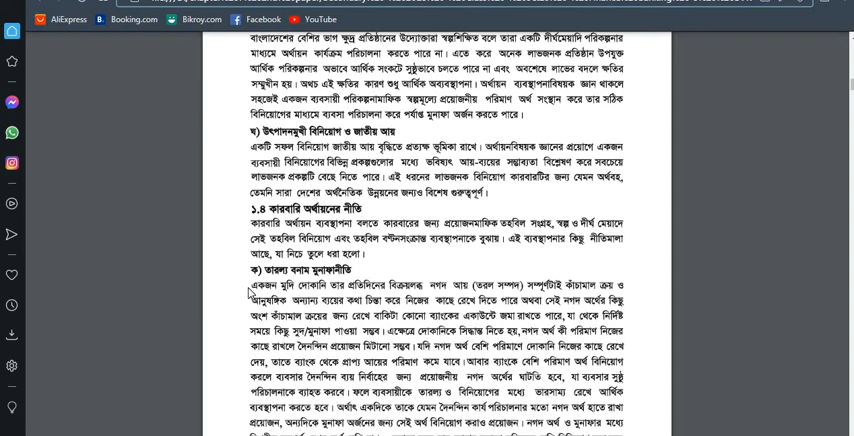 AliExpress Booking.com Bikroy.com Facebook YouTube
বাংলাদেশের বেশির ভাগ ক্ষুদ্র প্রতিষ্ঠানের উদ্যোক্তারা স্বল্পশিক্ষিত বলে তারা একটি দীর্ঘমেয়াদি পরিকল্পনার
মাধ্যমে অর্থায়ন কার্যক্রম পরিচালনা করতে পারে না। এতে করে অনেক লাভজনক প্রতিষ্ঠান উপযুক্ত
আর্থিক পরিকল্পনার অভাবে আর্থিক সংকটে সুষ্ঠুভাবে চলতে পারে না এবং অবশেষে লাভের বদলে ক্ষতির
সম্মুখীন হয়। অথচ এই ক্ষতির কারণ শুধু আর্থিক অব্যবস্থাপনা। অর্থায়ন ব্যবস্থাপনাবিষয়ক জ্ঞান থাকলে
সহজেই একজন ব্যবসায়ী পরিকল্পনামাফিক স্বল্পমূল্যে প্রয়োজনীয় পরিমাণ অর্থ সংস্থান করে তার সঠিক
বিনিয়োগের মাধ্যমে ব্যবসা পরিচালনা করে পর্যাপ্ত মুনাফা অর্জন করতে পারে।
ঘ) উৎপাদনমুখী বিনিয়োগ ও জাতীয় আয়
একটি সফল বিনিয়োগ জাতীয় আয় বৃদ্ধিতে প্রত্যক্ষ ভূমিকা রাখে। অর্থায়নবিষয়ক জ্ঞানের প্রয়োগে একজন
ব্যবসায়ী বিনিয়োগের বিভিন্ন প্রকল্পগুলোর মধ্যে ভবিষ্যৎ আয়-ব্যয়ের সম্ভাব্যতা বিশ্লেষণ করে সবচেয়ে
লাভজনক প্রকল্পটি বেছে নিতে পারে। এই ধরনের লাভজনক বিনিয়োগ কারবারটির জন্য যেমন অর্থবহ,
তেমনি সারা দেশের অর্থনৈতিক উন্নয়নের জন্যও বিশেষ গুরুত্বপূর্ণ।
১.৪ কারবারি অর্থায়নের নীতি
কারবারি অর্থায়ন ব্যবস্থাপনা বলতে কারবারের জন্য প্রয়োজনমাফিক তহবিল সংগ্রহ, স্বল্প ও দীর্ঘ মেয়াদে
সেই তহবিল বিনিয়োগ এবং তহবিল বণ্টনসংক্রান্ত ব্যবস্থাপনাকে বুঝায়। এই ব্যবস্থাপনার কিছু নীতিমালা
আছে, যা নিচে তুলে ধরা হলো।
ক) তারল্য বনাম মুনাফানীতি
একজন মুদি দোকানি তার প্রতিদিনের বিক্রয়লব্ধ নগদ আয় (তরল সম্পদ) সম্পূর্ণটাই কাঁচামাল ক্রয় ও
আনুষঙ্গিক অন্যান্য ব্যয়ের কথা চিন্তা করে নিজের কাছে রেখে দিতে পারে অথবা সেই নগদ অর্থের কিছু
অংশ কাঁচামাল ক্রয়ের জন্য রেখে বাকিটা কোনো ব্যাংকের একাউন্টে জমা রাখতে পারে, যা থেকে নির্দিষ্ট
সময়ে কিছু সুদ/মুনাফা পাওয়া সম্ভব। এক্ষেত্রে দোকানিকে সিদ্ধান্ত নিতে হয়, নগদ অর্থ কী পরিমাণ নিজের
কাছে রাখলে দৈনন্দিন প্রয়োজন মিটানো সম্ভব। যদি নগদ অর্থ বেশি পরিমাণে দোকানি নিজের কাছে রেখে
দেয়, তাতে ব্যাংক থেকে প্রাপ্য আয়ের পরিমাণ কমে যাবে। আবার ব্যাংকে বেশি পরিমাণ অর্থ বিনিয়োগ
করলে ব্যবসার দৈনন্দিন ব্যয় নির্বাহের জন্য প্রয়োজনীয় নগদ অর্থের ঘাটতি হবে, যা ব্যবসার সুষ্ঠু
পরিচালনাকে ব্যাহত করবে। ফলে ব্যবসায়ীকে তারল্য ও বিনিয়োগের মধ্যে ভারসাম্য রেখে আর্থিক
ব্যবস্থাপনা করতে হবে। অর্থাৎ একদিকে তাকে যেমন দৈনন্দিন কার্য পরিচালনার মতো নগদ অর্থ হাতে রাখা
প্রয়োজন, অন্যদিকে মুনাফা অর্জনের জন্য সেই অর্থ বিনিয়োগ করাও প্রয়োজন। নগদ অর্থ ও মুনাফার মধ্যে